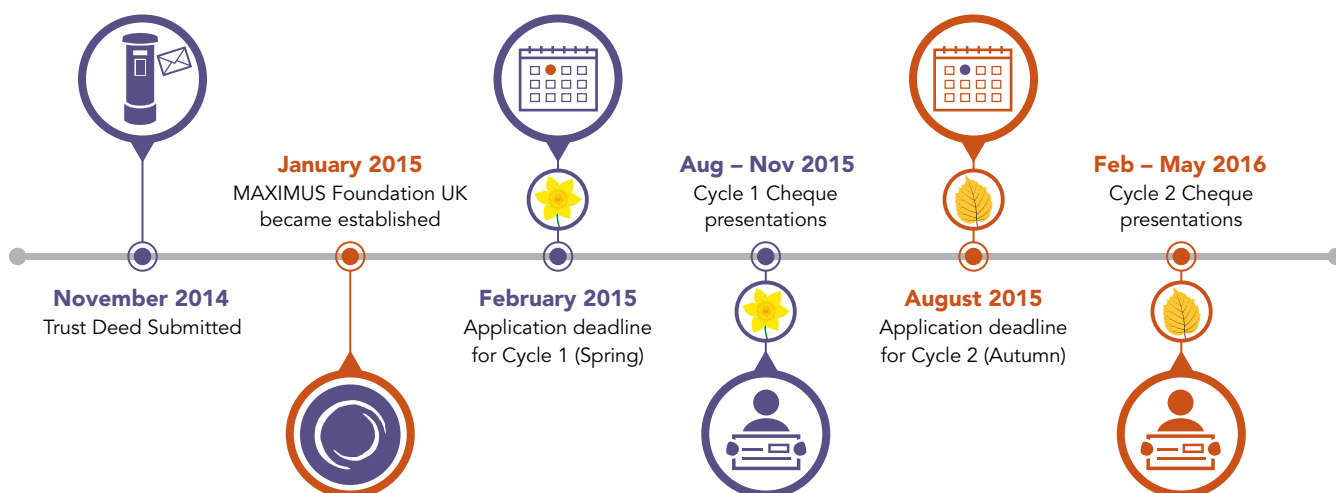 November 2014
Trust Deed Submitted
January 2015
MAXIMUS Foundation UK
became established
February 2015
Application deadline
for Cycle 1 (Spring)
Aug – Nov 2015
Cycle 1 Cheque
presentations
August 2015
Application deadline
for Cycle 2 (Autumn)
Feb – May 2016
Cycle 2 Cheque
presentations